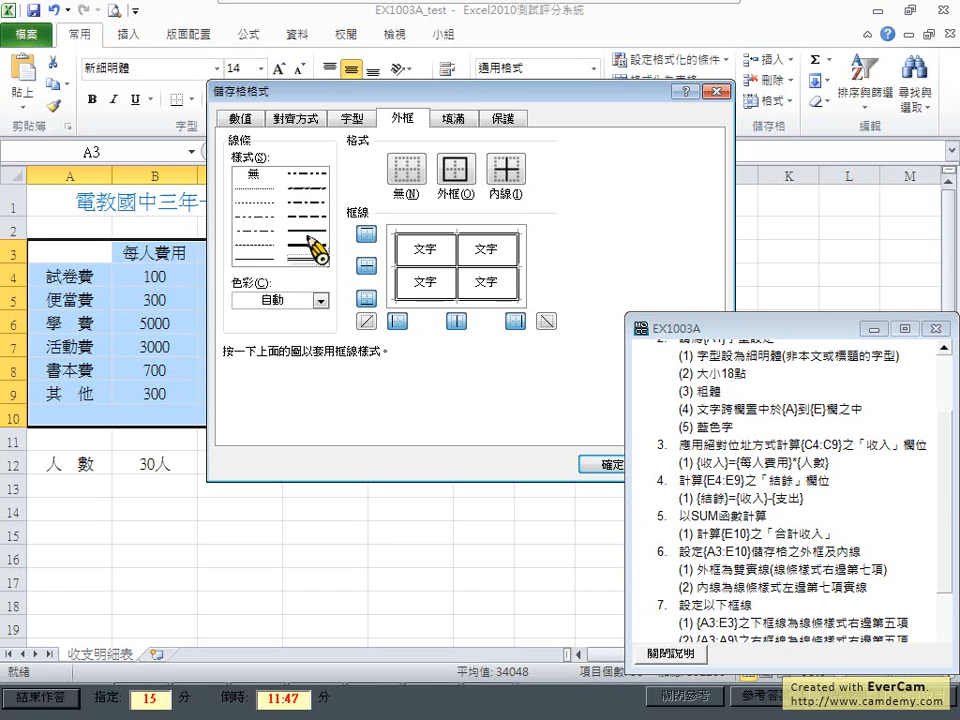 EX1003A_test - Excel2010測試評分系統
檔案 常用 插入 版面配置 公式 資料 校閱 檢視 小組
新細明體 14 通用格式 設定格式化的條件 插入
貼上 B I U 刪除 排序與篩選 尋找與選取
格式
剪貼簿 字型 儲存格 編輯
A3
A B K L M
1 電教國中三年
2
3 每人費用
4 試卷費 100
5 便當費 300
6 學 費 5000
7 活動費 3000
8 書本費 700
9 其 他 300
10
11
12 人 數 30人
13
14
15
16
17
18
19
儲存格格式
數值 對齊方式 字型 外框 填滿 保護
線條
樣式(S):
無
色彩(C):
自動
格式
無(N) 外框(O) 內線(I)
框線
文字 文字
文字 文字
按一下上面的圖以套用框線樣式。
確定
EX1003A
(1) 字型設為細明體(非本文或標題的字型)
(2) 大小18點
(3) 粗體
(4) 文字跨欄置中於{A}到{E}欄之中
(5) 藍色字
3. 應用絕對位址方式計算{C4:C9}之「收入」欄位
(1) {收入}={每人費用}*{人數}
4. 計算{E4:E9}之「結餘」欄位
(1) {結餘}={收入}-{支出}
5. 以SUM函數計算
(1) 計算{E10}之「合計收入」
6. 設定{A3:E10}儲存格之外框及內線
(1) 外框為雙實線(線條樣式右邊第七項)
(2) 內線為線條樣式左邊第七項實線
7. 設定以下框線
(1) {A3:E3}之下框線為線條樣式右邊第五項
(2) {A3:A9}之右框線為線條樣式右邊第五項
關閉說明
收支明細表
就緒 平均值: 34048
結束作答 指定: 15 分 倒時: 11:47 分 關閉參考
Created with EverCam.
http://www.camdemy.com